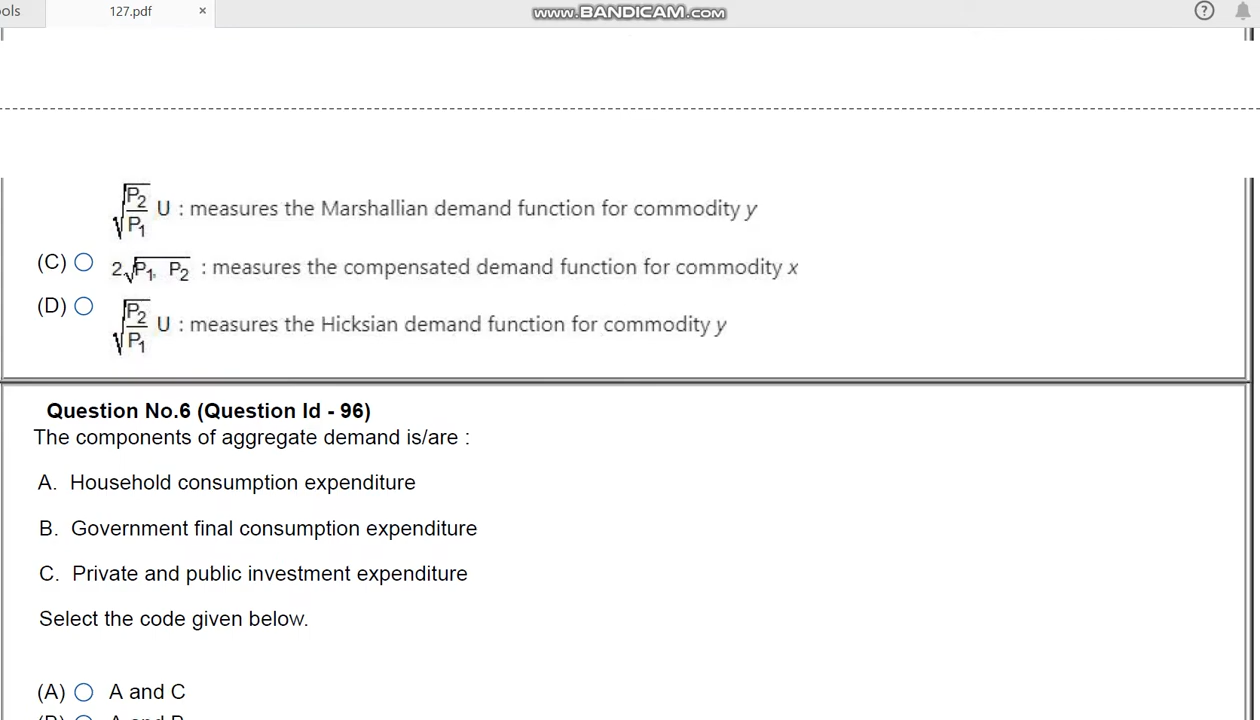 ols 127.pdf × www.BANDICAM.com ?
√P2/P1 U : measures the Marshallian demand function for commodity y
(C) 2√P1, P2 : measures the compensated demand function for commodity x
(D) √P2/P1 U : measures the Hicksian demand function for commodity y
Question No.6 (Question Id - 96)
The components of aggregate demand is/are :
A. Household consumption expenditure
B. Government final consumption expenditure
C. Private and public investment expenditure
Select the code given below.
(A) A and C